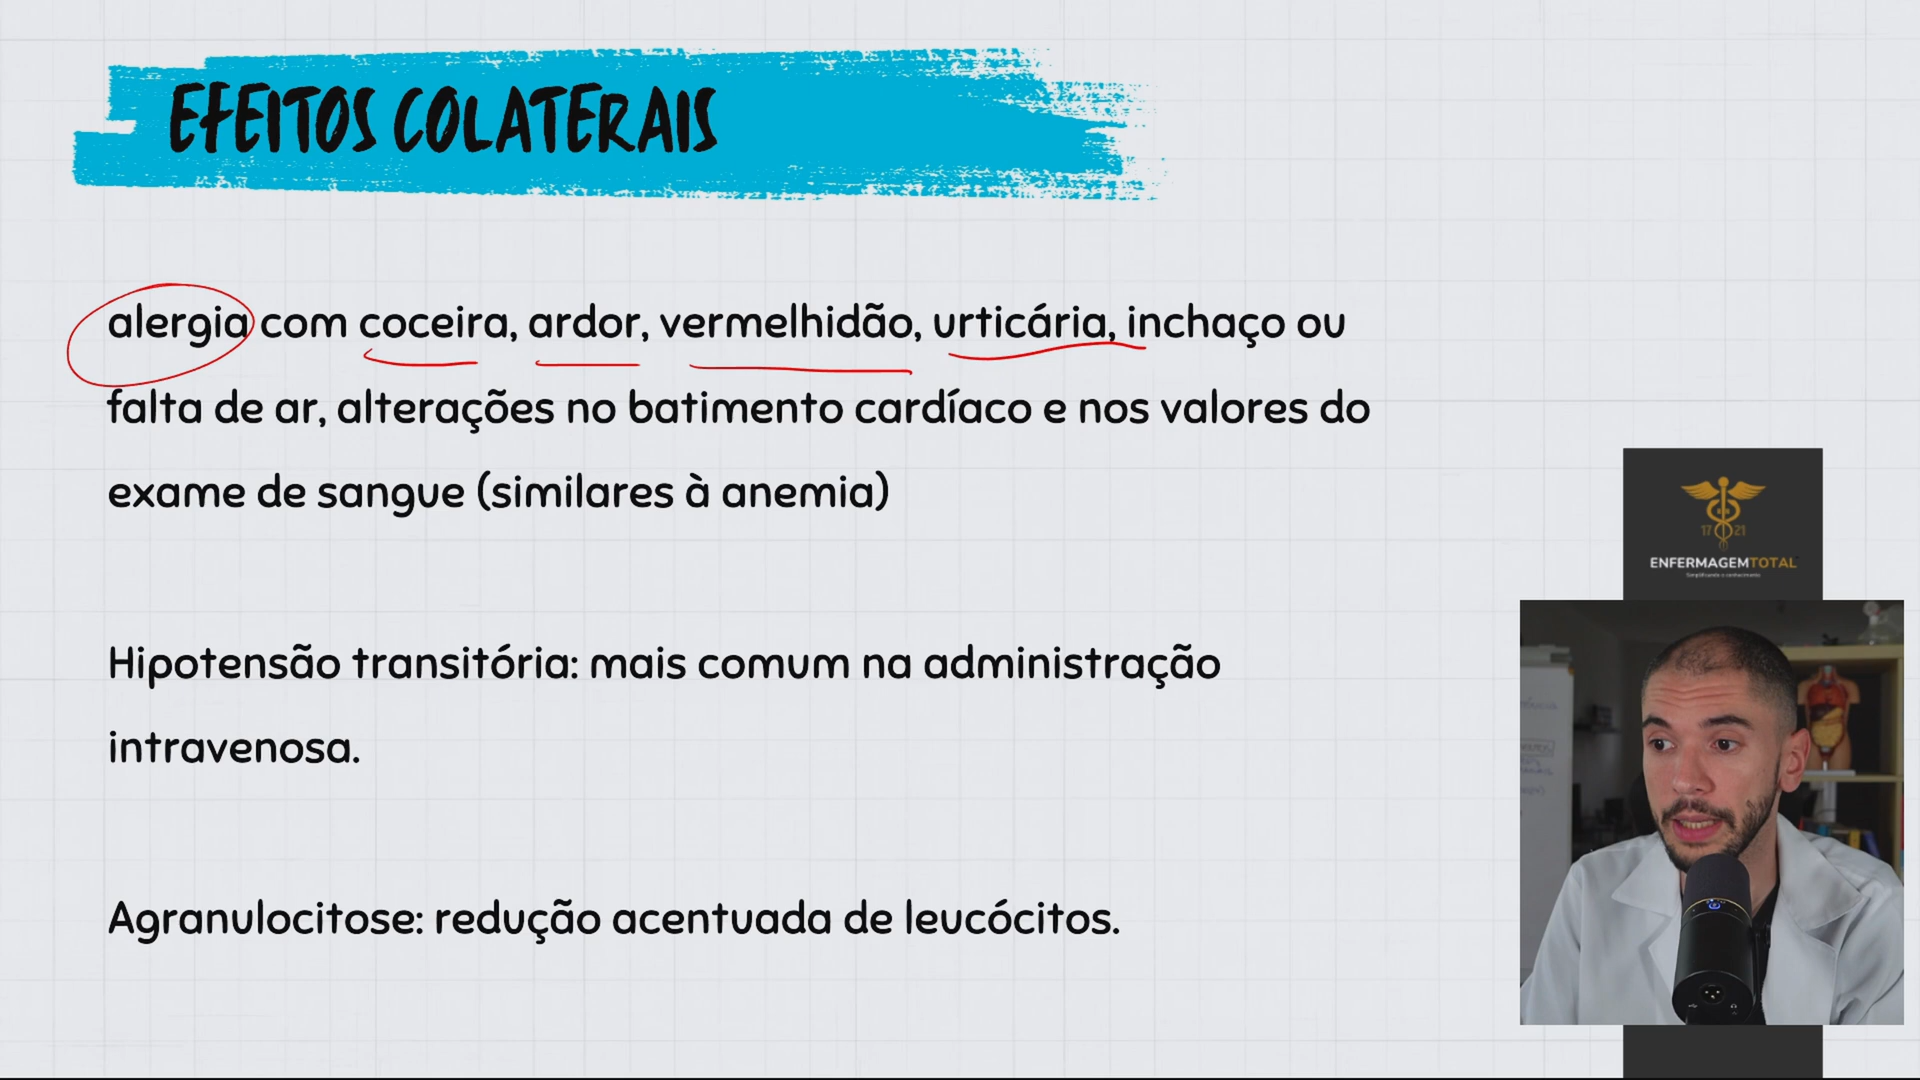 EFEITOS COLATERAIS
alergia com coceira, ardor, vermelhidão, urticária, inchaço ou
falta de ar, alterações no batimento cardíaco e nos valores do
exame de sangue (similares à anemia)
Hipotensão transitória: mais comum na administração
intravenosa.
Agranulocitose: redução acentuada de leucócitos.
17 21
ENFERMAGEMTOTAL
Simplificando o conhecimento